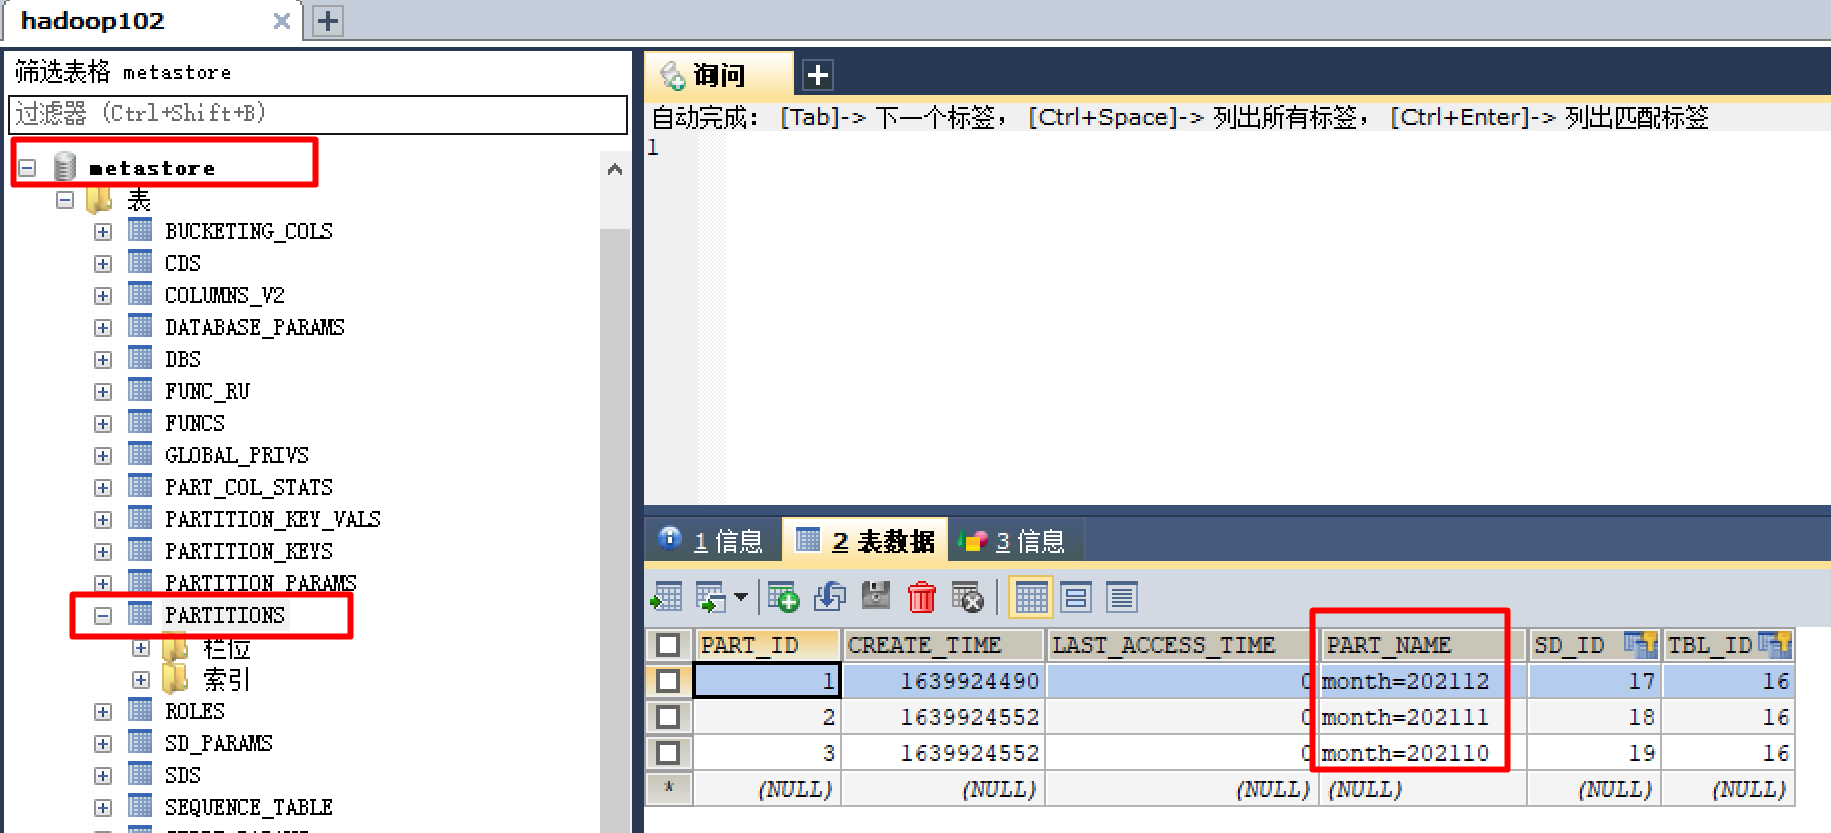 hadoop102
筛选表格 metastore
过滤器 (Ctrl+Shift+B)
metastore
表
BUCKETING_COLS
CDS
COLUMNS_V2
DATABASE_PARAMS
DBS
FUNC_RU
FUNCS
GLOBAL_PRIVS
PART_COL_STATS
PARTITION_KEY_VALS
PARTITION_KEYS
PARTITION_PARAMS
PARTITIONS
栏位
索引
ROLES
SD_PARAMS
SDS
SEQUENCE_TABLE
询问
自动完成： [Tab]-> 下一个标签， [Ctrl+Space]-> 列出所有标签， [Ctrl+Enter]-> 列出匹配标签
1
1 信息 2 表数据 3 信息
PART_ID CREATE_TIME LAST_ACCESS_TIME PART_NAME SD_ID TBL_ID
1 1639924490 0 month=202112 17 16
2 1639924552 0 month=202111 18 16
3 1639924552 0 month=202110 19 16
* (NULL) (NULL) (NULL) (NULL) (NULL) (NULL)